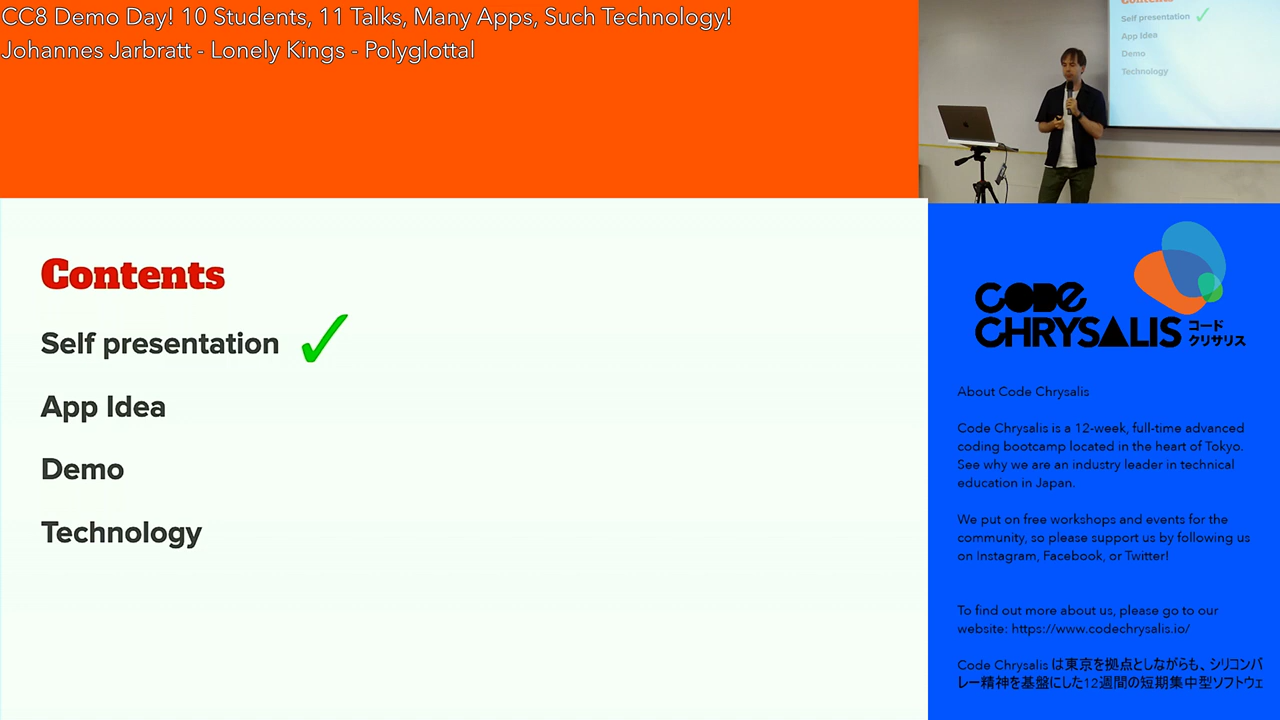 CC8 Demo Day! 10 Students, 11 Talks, Many Apps, Such Technology!
Johannes Jarbratt - Lonely Kings - Polyglottal
Contents
Self presentation
App Idea
Demo
Technology
Contents
Self presentation
App Idea
Demo
Technology
CODE
CHRYSALIS
コード
クリサリス
About Code Chrysalis
Code Chrysalis is a 12-week, full-time advanced
coding bootcamp located in the heart of Tokyo.
See why we are an industry leader in technical
education in Japan.
We put on free workshops and events for the
community, so please support us by following us
on Instagram, Facebook, or Twitter!
To find out more about us, please go to our
website: https://www.codechrysalis.io/
Code Chrysalis は東京を拠点としながらも、シリコンバ
レー精神を基盤にした12週間の短期集中型ソフトウェ